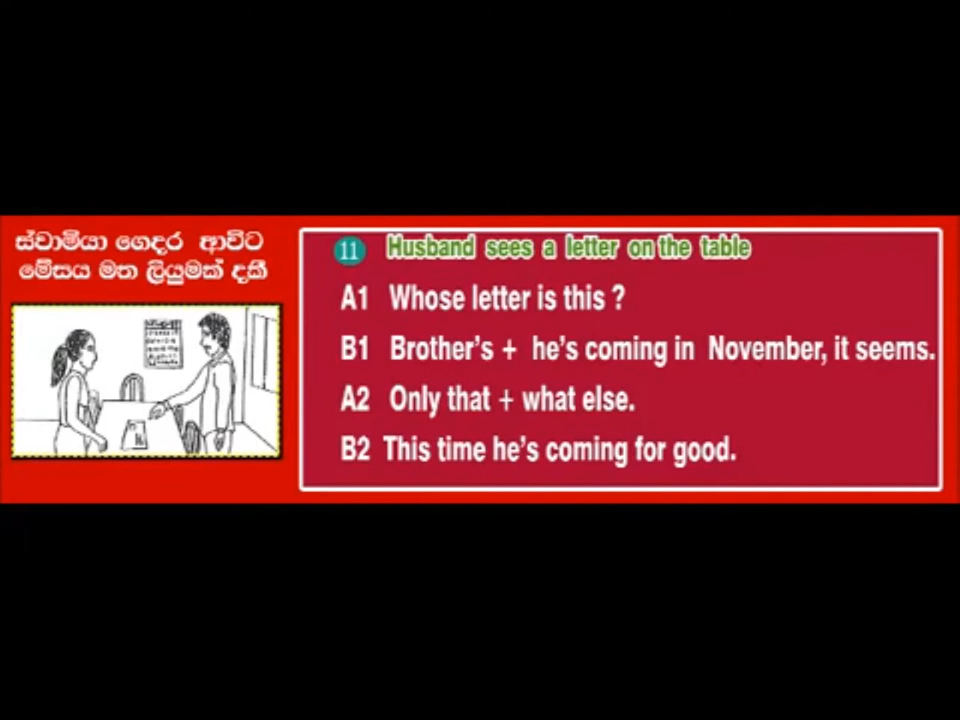 ස්වාමියා ගෙදර ආවිට
මේසය මත ලියුමක් දකී
11 Husband sees a letter on the table
A1 Whose letter is this ?
B1 Brother's + he's coming in November, it seems.
A2 Only that + what else.
B2 This time he's coming for good.